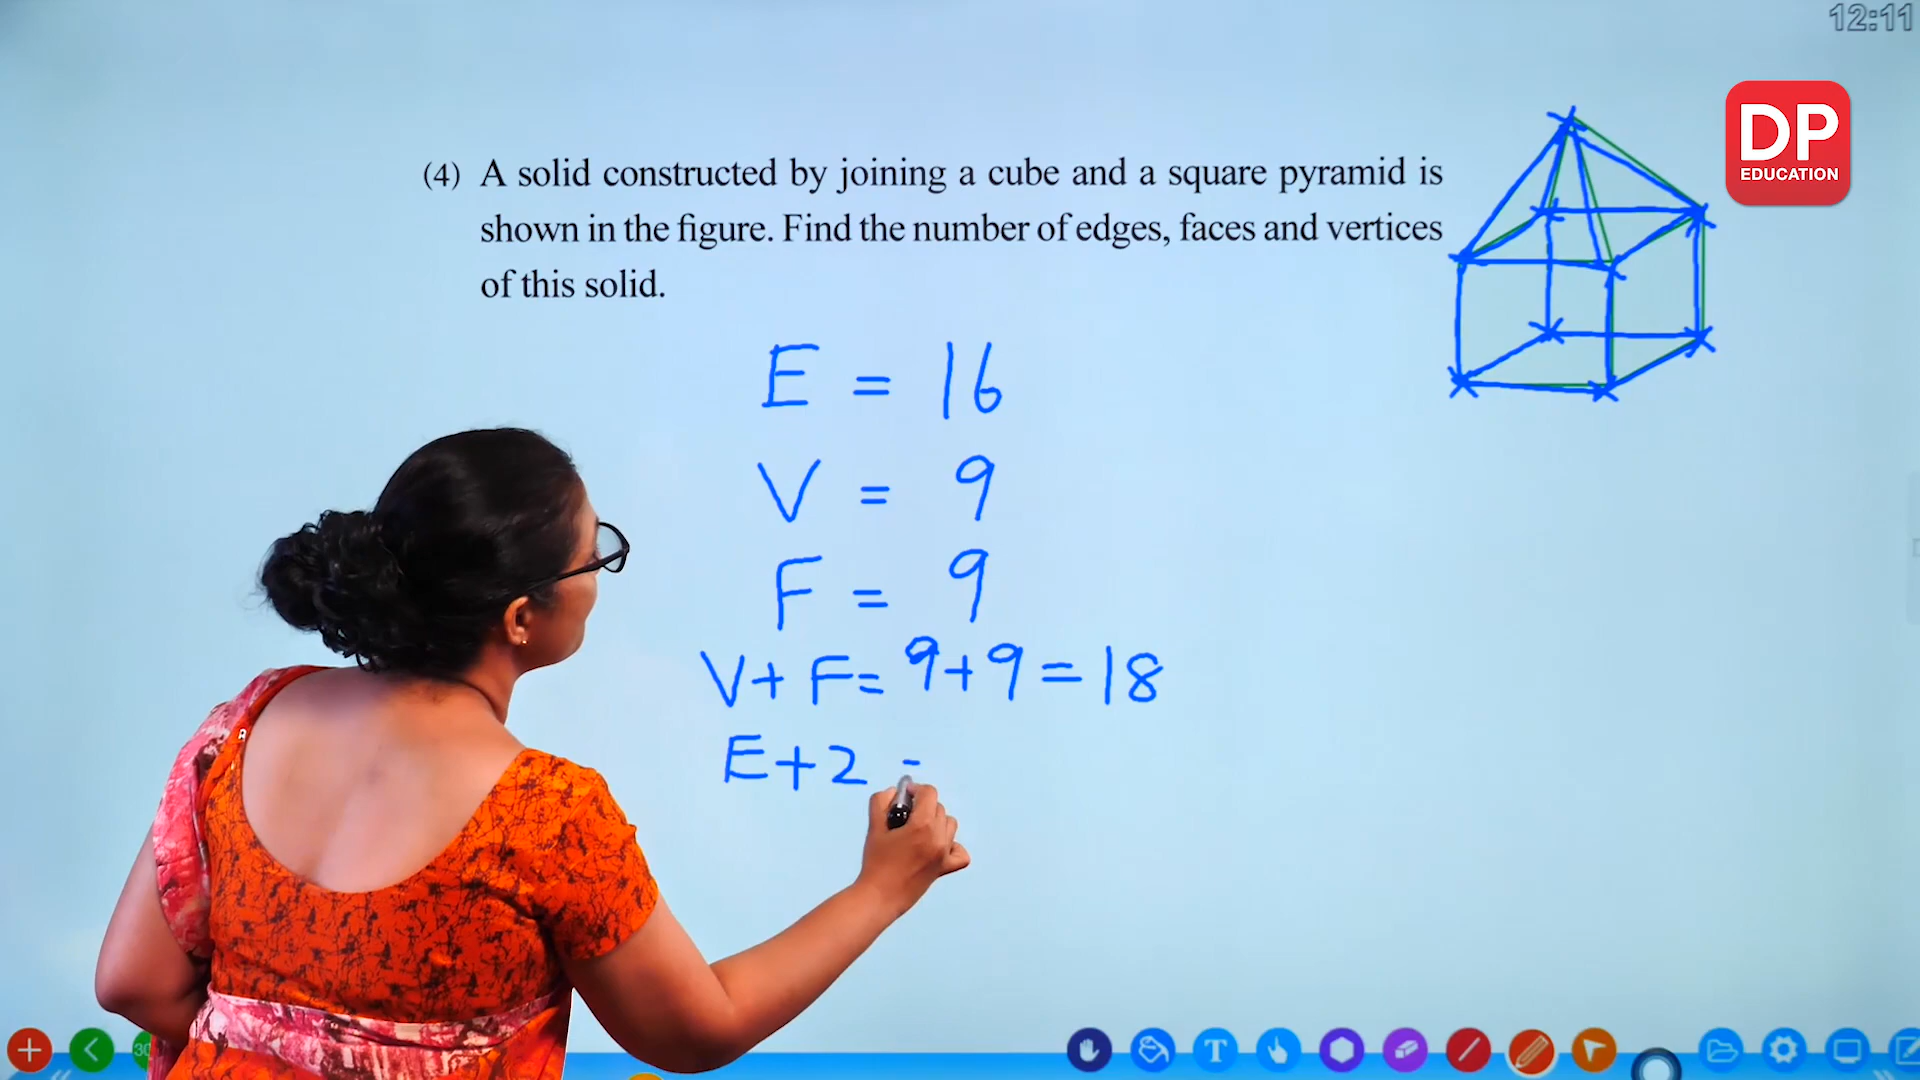 12:11
DP
EDUCATION
(4) A solid constructed by joining a cube and a square pyramid is
shown in the figure. Find the number of edges, faces and vertices
of this solid.
E = 16
V = 9
F = 9
V + F = 9 + 9 = 18
E + 2 =
30
T